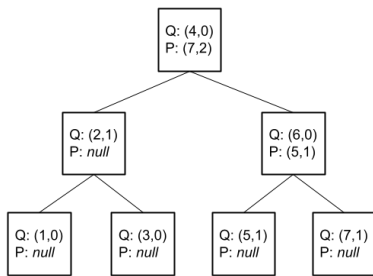 Q: (4,0)
P: (7,2)
Q: (2,1)
P: null
Q: (6,0)
P: (5,1)
Q: (1,0)
P: null
Q: (3,0)
P: null
Q: (5,1)
P: null
Q: (7,1)
P: null